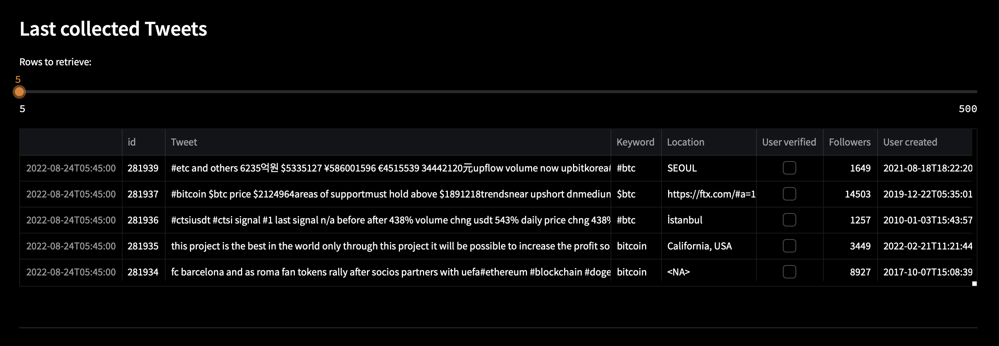 Last collected Tweets
Rows to retrieve:
5
5 500
id Tweet Keyword Location User verified Followers User created
2022-08-24T05:45:00 281939 #etc and others 6235억원 $5335127 ¥586001596 €4515539 34442120元upflow volume now upbitkorea# #btc SEOUL 1649 2021-08-18T18:22:20
2022-08-24T05:45:00 281937 #bitcoin $btc price $2124964areas of supportmust hold above $1891218trendsnear upshort dnmedium $btc https://ftx.com/#a=1 14503 2019-12-22T05:35:01
2022-08-24T05:45:00 281936 #ctsiusdt #ctsi signal #1 last signal n/a before after 438% volume chng usdt 543% daily price chng 438% #btc İstanbul 1257 2010-01-03T15:43:57
2022-08-24T05:45:00 281935 this project is the best in the world only through this project it will be possible to increase the profit so bitcoin California, USA 3449 2022-02-21T11:21:44
2022-08-24T05:45:00 281934 fc barcelona and as roma fan tokens rally after socios partners with uefa#ethereum #blockchain #doge bitcoin <NA> 8927 2017-10-07T15:08:39